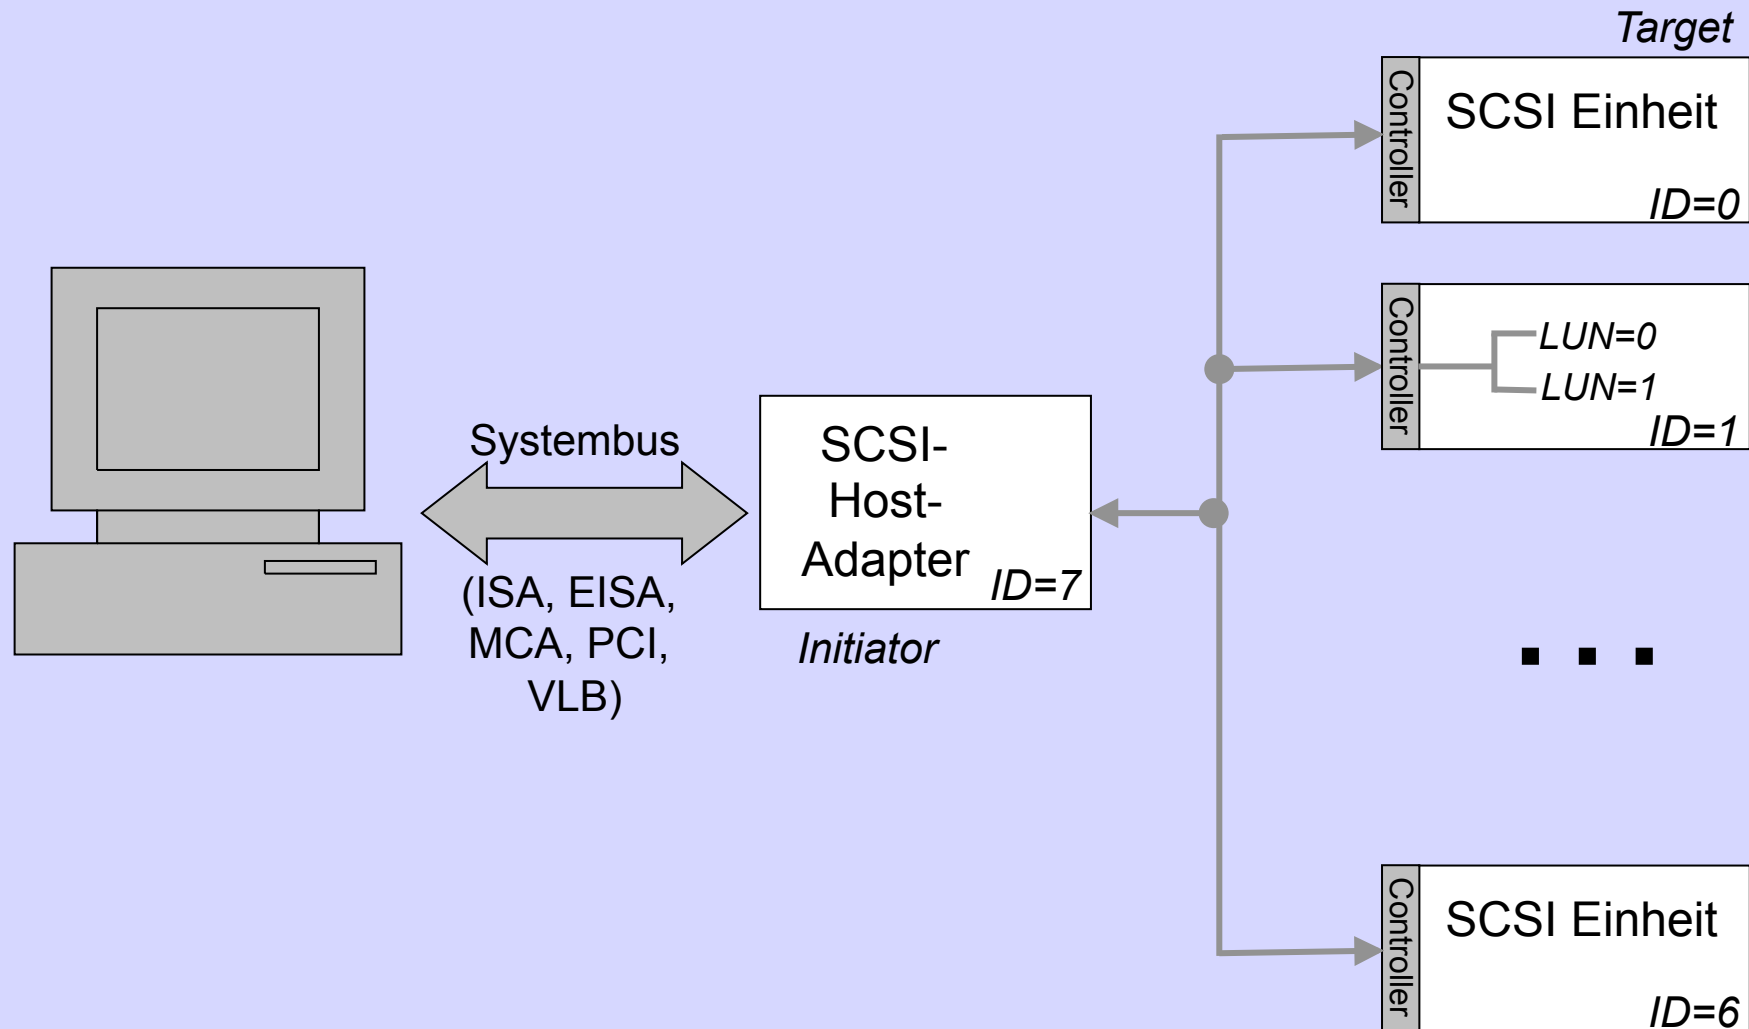 Target
Controller
SCSI Einheit
ID=0
Controller
LUN=0
LUN=1
ID=1
Systembus
(ISA, EISA,
MCA, PCI,
VLB)
SCSI-
Host-
Adapter
ID=7
Initiator
. . .
Controller
SCSI Einheit
ID=6